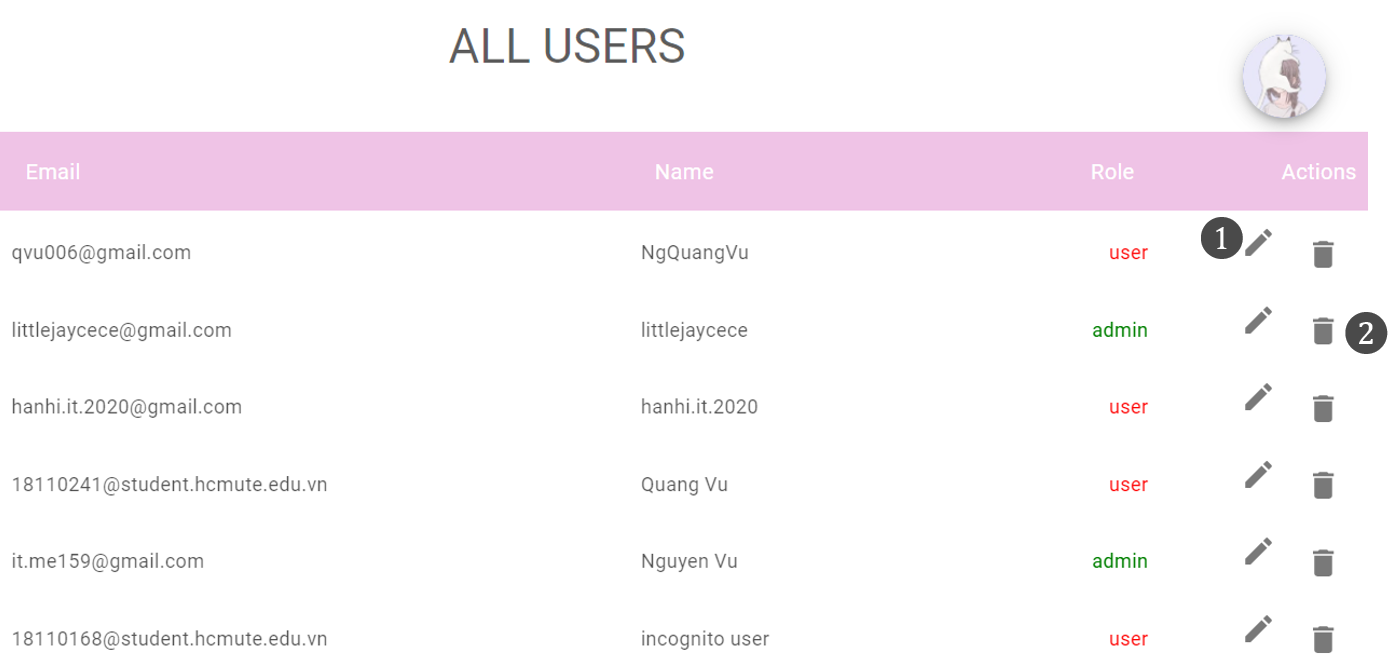 ALL USERS
Email Name Role Actions
qvu006@gmail.com NgQuangVu user 1
littlejaycece@gmail.com littlejaycece admin 2
hanhi.it.2020@gmail.com hanhi.it.2020 user
18110241@student.hcmute.edu.vn Quang Vu user
it.me159@gmail.com Nguyen Vu admin
18110168@student.hcmute.edu.vn incognito user user